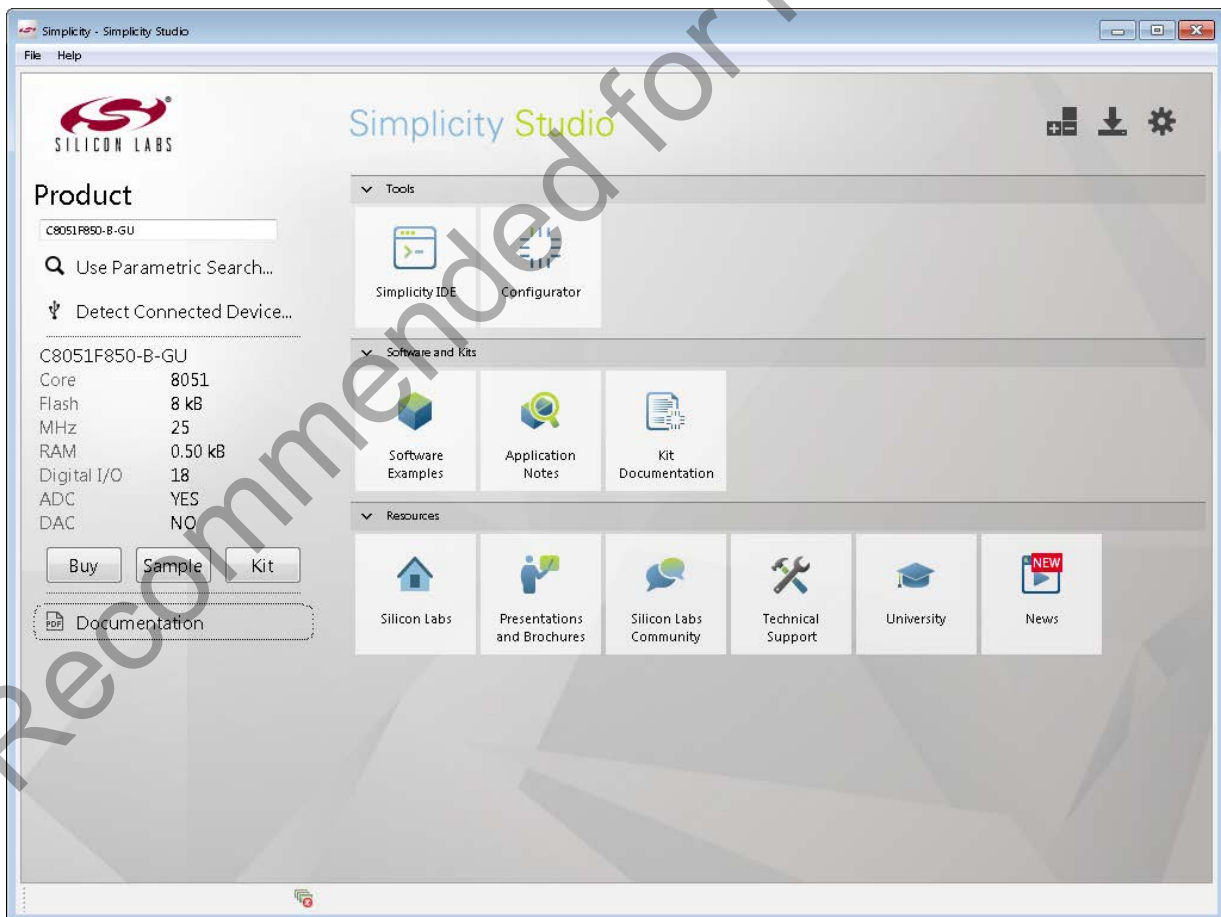 Simplicity - Simplicity Studio
File Help
SILICON LABS
®
Simplicity Studio
Product
C8051F850-B-GU
Use Parametric Search...
Detect Connected Device...
C8051F850-B-GU
Core 8051
Flash 8 kB
MHz 25
RAM 0.50 kB
Digital I/O 18
ADC YES
DAC NO
Buy Sample Kit
PDF Documentation
Tools
Simplicity IDE
Configurator
Software and Kits
Software
Examples
Application
Notes
Kit
Documentation
Resources
Silicon Labs
Presentations
and Brochures
Silicon Labs
Community
Technical
Support
University
NEW
News
Recommended for